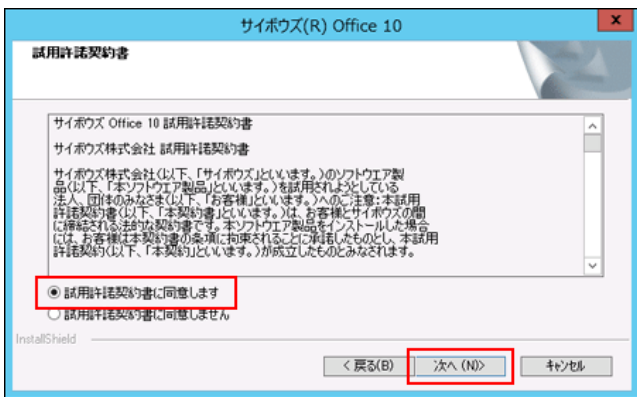 サイボウズ(R) Office 10
x
試用許諾契約書
サイボウズ Office 10 試用許諾契約書
サイボウズ株式会社 試用許諾契約書
サイボウズ株式会社(以下、「サイボウズ」といいます。)のソフトウエア製
品(以下、「本ソフトウエア製品」といいます。)を試用されようとしている
法人、団体のみなさま(以下、「お客様」といいます。)へのご注意:本試用
許諾契約書(以下、「本契約書」といいます。)は、お客様とサイボウズの間
に締結される法的な契約書です。本ソフトウエア製品をインストールした場合
には、お客様は本契約書の条項に拘束されることに承諾したものとし、本試用
許諾契約(以下、「本契約」といいます。)が成立したものとみなされます。
試用許諾契約書に同意します
試用許諾契約書に同意しません
InstallShield
< 戻る(B)
次へ (N)>
キャンセル